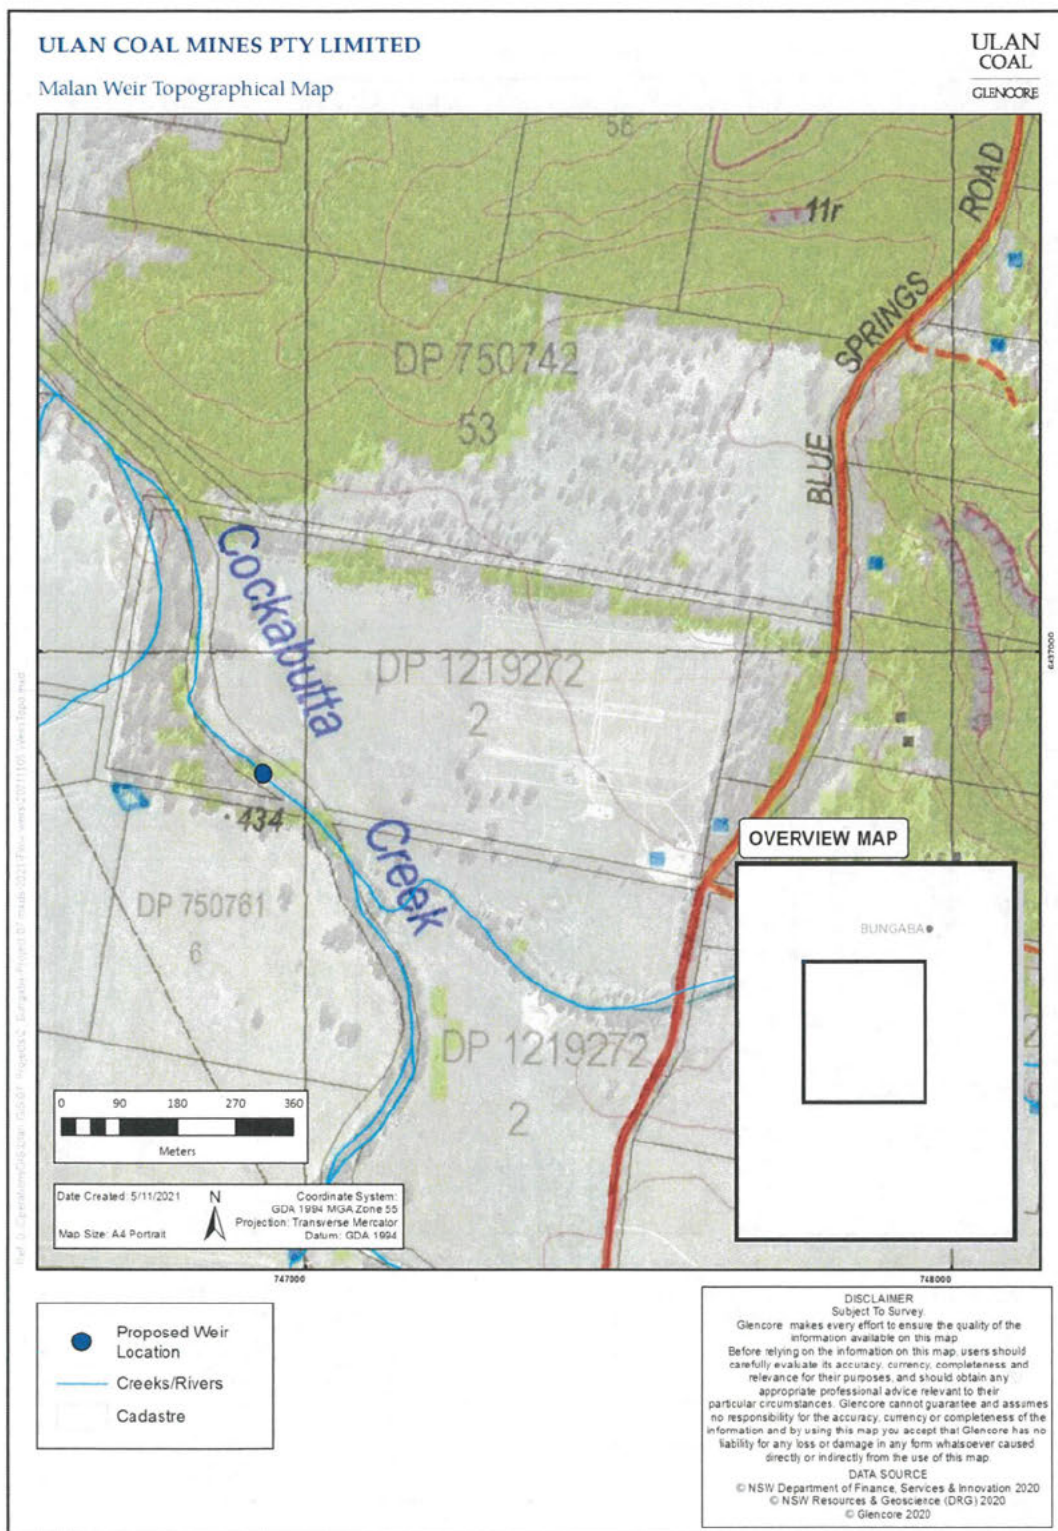 ULAN COAL MINES PTY LIMITED
Malan Weir Topographical Map
ULAN
COAL
GLENCORE
56
11r
ROAD
SPRINGS
BLUE
DP 750742
53
Cockabutta
Creek
DP 1219272
2
6437000
434
DP 750761
6
DP 1219272
2
OVERVIEW MAP
BUNGABA
2
0 90 180 270 360
Meters
Date Created: 5/11/2021
Map Size: A4 Portrait
N
Coordinate System:
GDA 1994 MGA Zone 55
Projection: Transverse Mercator
Datum: GDA 1994
747000
748000
Proposed Weir
Location
Creeks/Rivers
Cadastre
DISCLAIMER
Subject To Survey
Glencore makes every effort to ensure the quality of the
information available on this map
Before relying on the information on this map, users should
carefully evaluate its accuracy, currency, completeness and
relevance for their purposes, and should obtain any
appropriate professional advice relevant to their
particular circumstances. Glencore cannot guarantee and assumes
no responsibility for the accuracy, currency or completeness of the
information and by using this map you accept that Glencore has no
liability for any loss or damage in any form whatsoever caused
directly or indirectly from the use of this map.
DATA SOURCE
© NSW Department of Finance, Services & Innovation 2020
© NSW Resources & Geoscience (DRG) 2020
© Glencore 2020